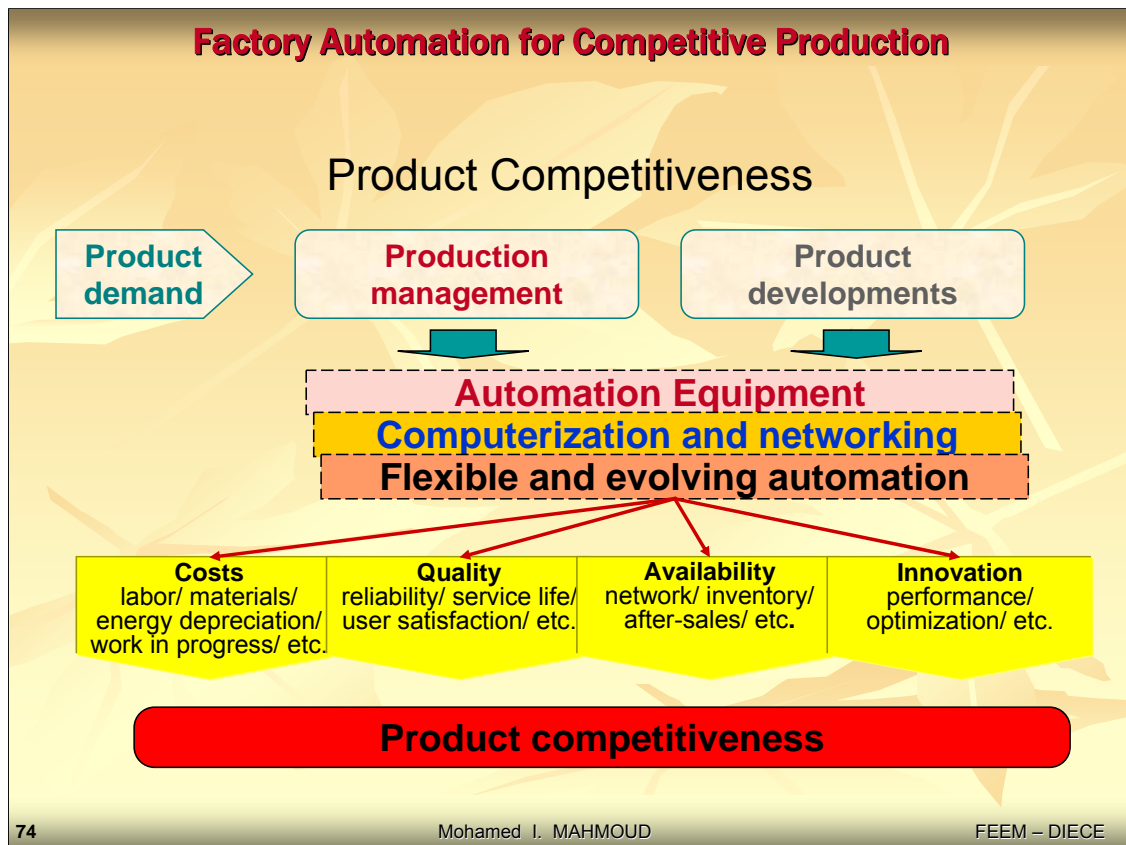 Factory Automation for Competitive Production
Product Competitiveness
Product
demand
Production
management
Product
developments
Automation Equipment
Computerization and networking
Flexible and evolving automation
Costs
labor/ materials/
energy depreciation/
work in progress/ etc.
Quality
reliability/ service life/
user satisfaction/ etc.
Availability
network/ inventory/
after-sales/ etc.
Innovation
performance/
optimization/ etc.
Product competitiveness
74
Mohamed I. MAHMOUD
FEEM – DIECE